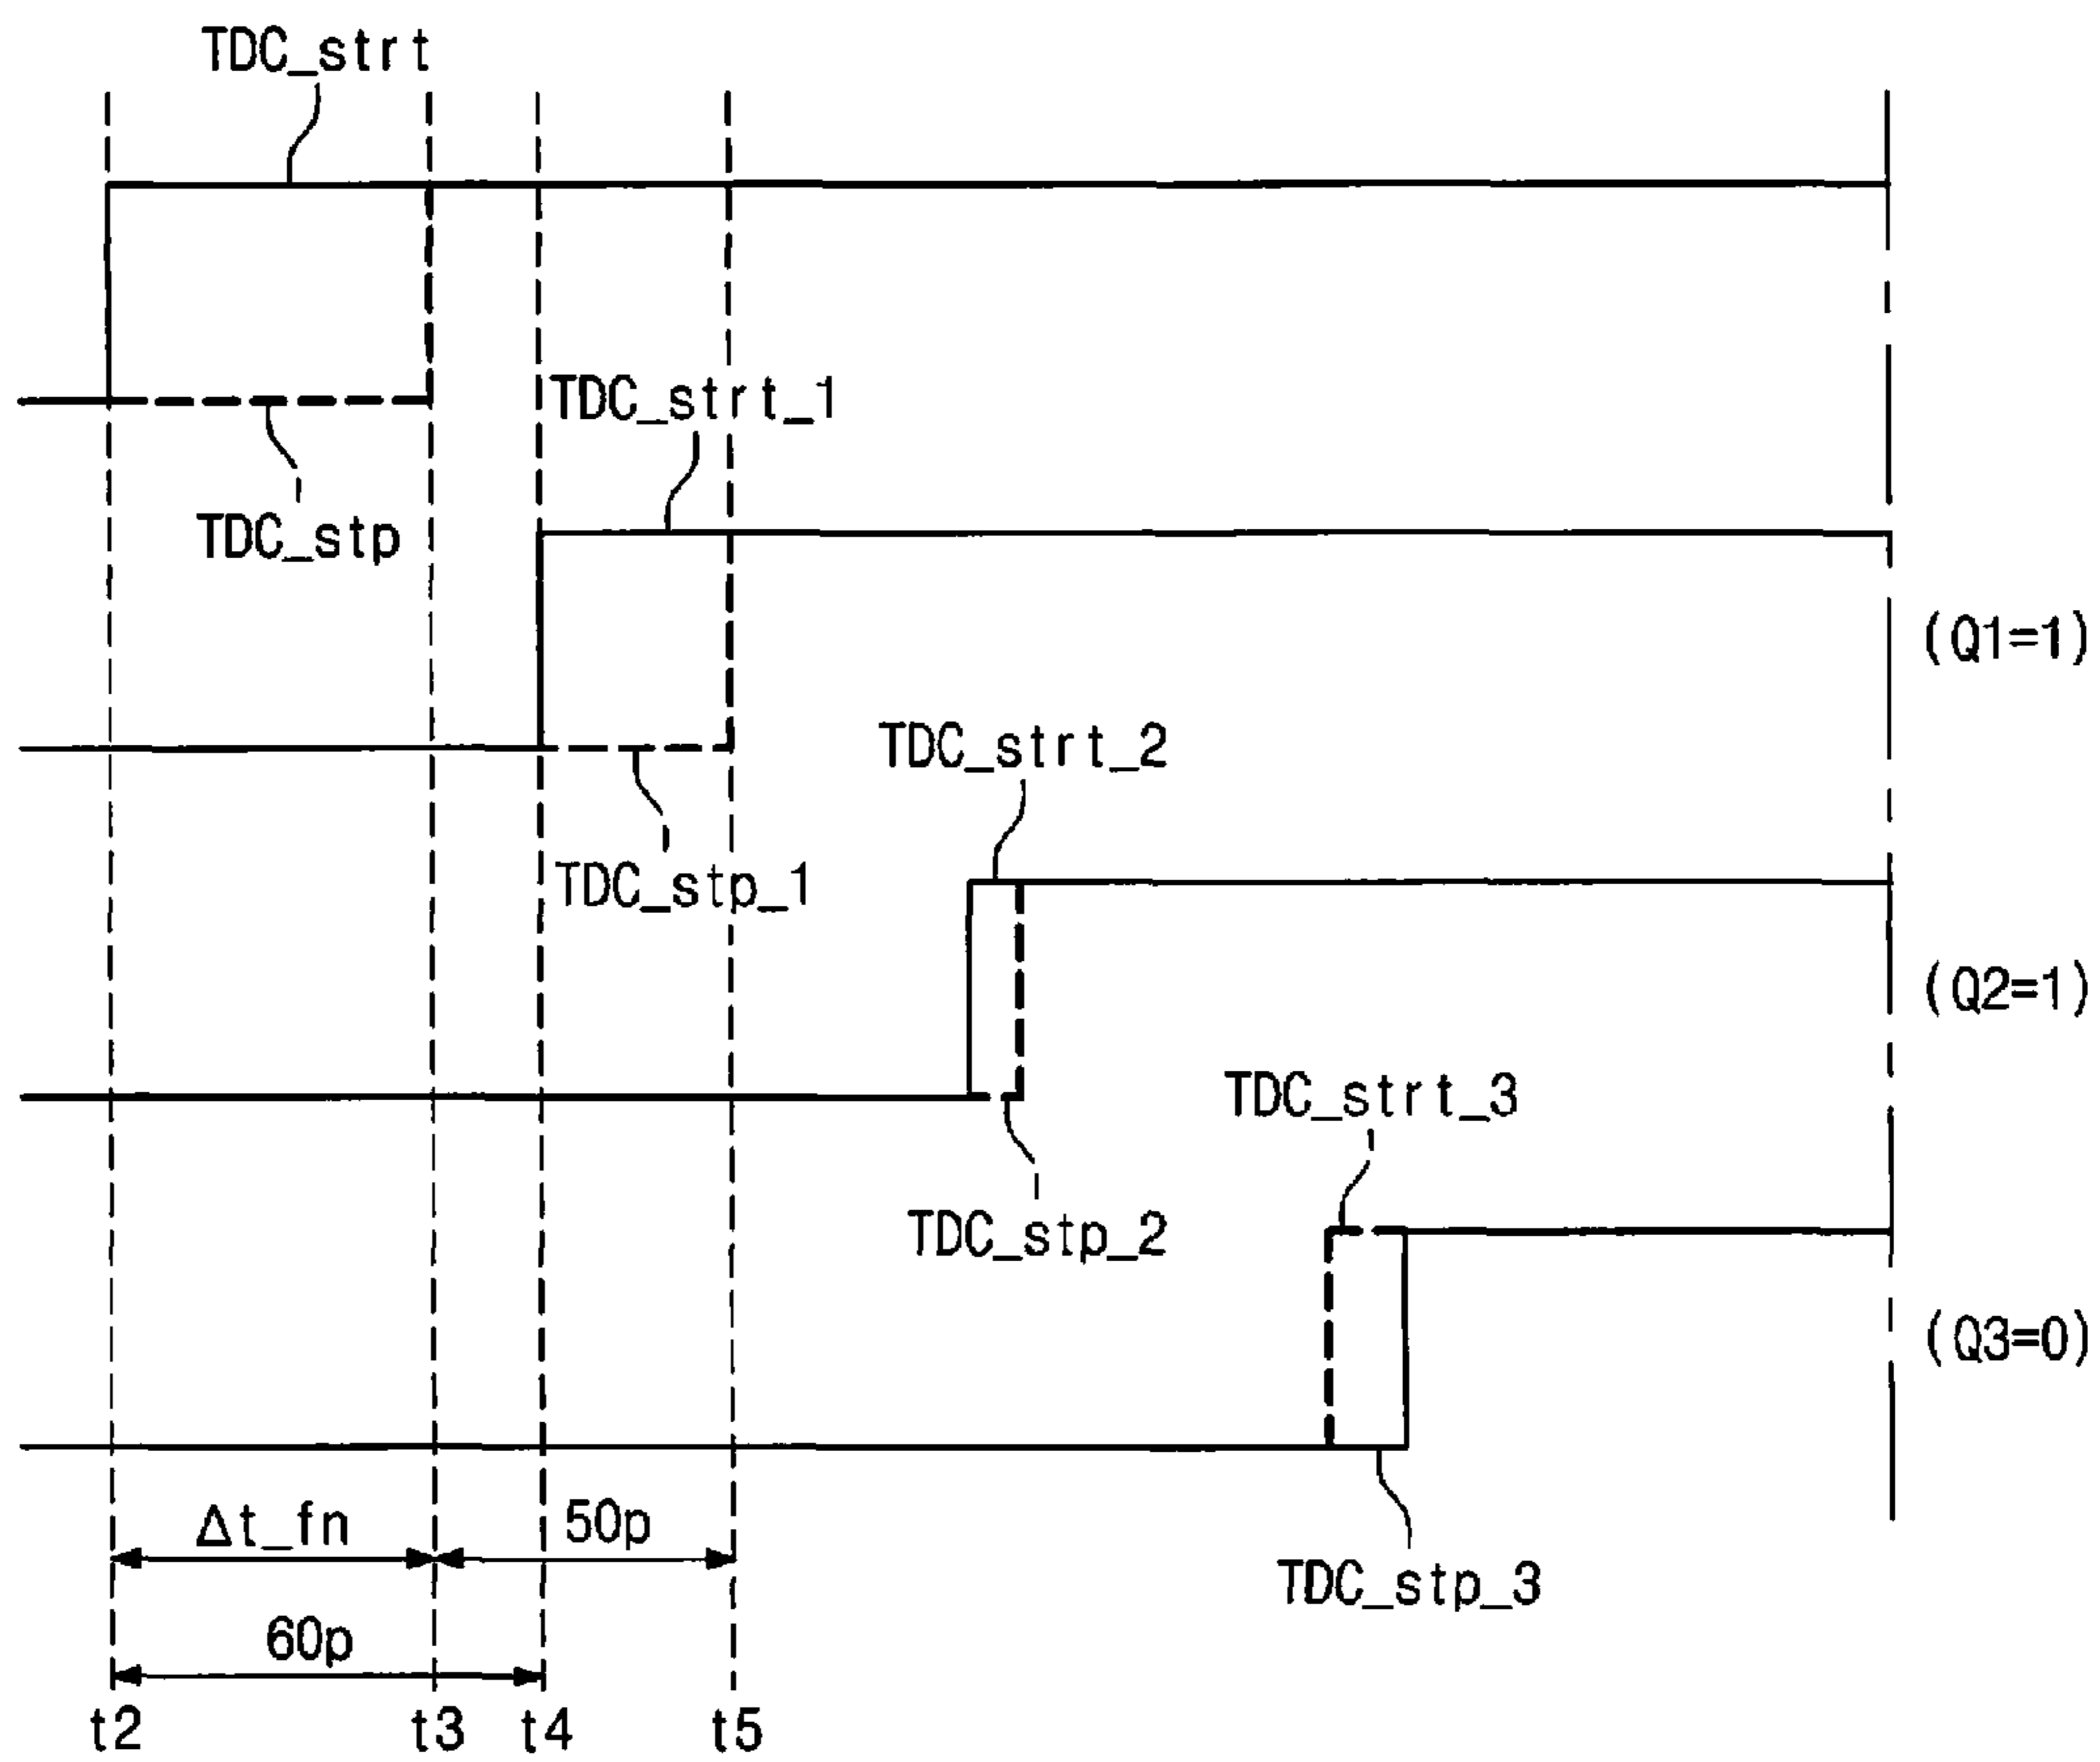 TDC_strt
TDC_stp
TDC_strt_1
(Q1=1)
TDC_stp_1
TDC_strt_2
(Q2=1)
TDC_stp_2
TDC_strt_3
(Q3=0)
TDC_stp_3
Δt_fn
50p
60p
t2 t3 t4 t5